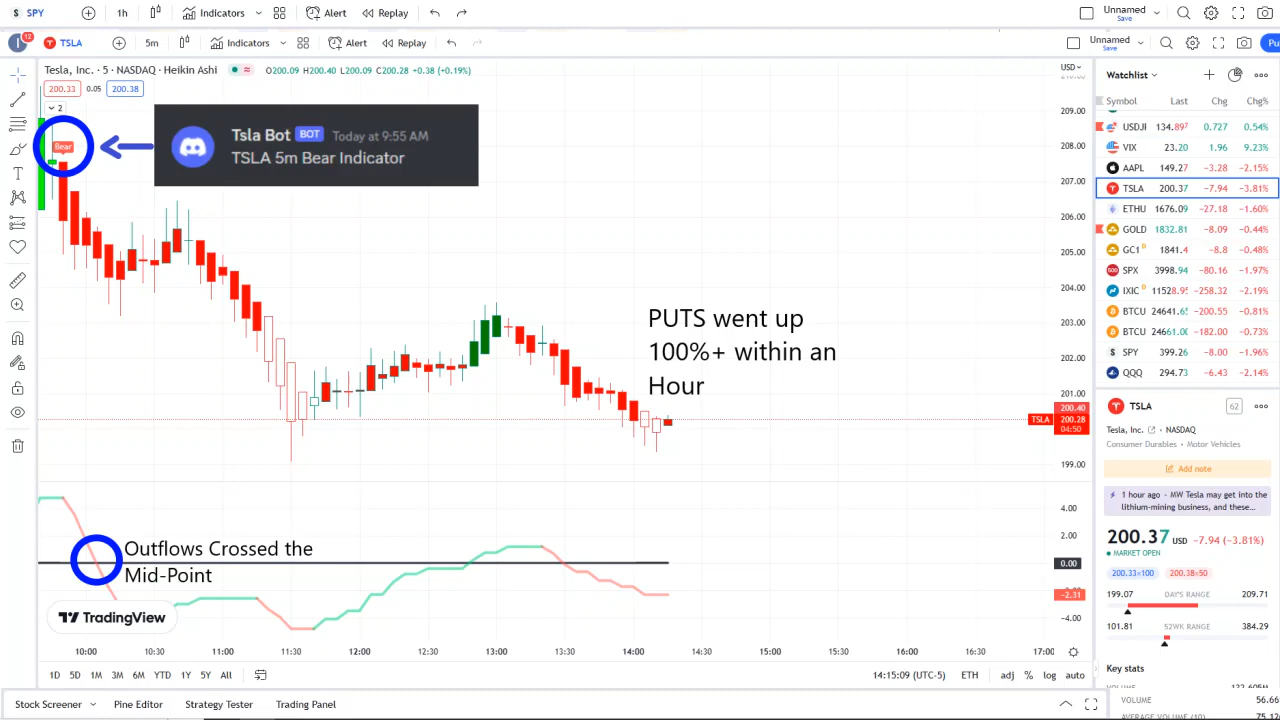 SPY
1h
Indicators
Alert
Replay
Unnamed
Save
I
12
TSLA
5m
Indicators
Alert
Replay
Unnamed
Save
Pu
Tesla, Inc. · 5 · NASDAQ · Heikin Ashi
O200.09 H200.40 L200.09 C200.28 +0.38 (+0.19%)
200.33
0.05
200.38
2
Bear
Tsla Bot BOT Today at 9:55 AM
TSLA 5m Bear Indicator
PUTS went up
100%+ within an
Hour
Outflows Crossed the
Mid-Point
TradingView
USD
209.00
208.00
207.00
206.00
205.00
204.00
203.00
202.00
201.00
200.40
TSLA
200.28
04:50
199.00
4.00
2.00
0.00
-2.31
-4.00
10:00
10:30
11:00
11:30
12:00
12:30
13:00
13:30
14:00
14:30
15:00
15:30
16:00
16:30
17:00
1D 5D 1M 3M 6M YTD 1Y 5Y All
14:15:09 (UTC-5)
ETH
adj % log auto
Stock Screener
Pine Editor
Strategy Tester
Trading Panel
Watchlist
Symbol Last Chg Chg%
USDJI 134.897 0.727 0.54%
VIX 23.20 1.96 9.23%
AAPL 149.27 −3.28 −2.15%
TSLA 200.37 −7.94 −3.81%
ETHU 1676.09 −27.18 −1.60%
GOLD 1832.81 −8.09 −0.44%
GC1 D 1841.4 −8.8 −0.48%
SPX 3998.94 −80.16 −1.97%
IXIC D 11528.95 −258.32 −2.19%
BTCU 24641.65 −200.55 −0.81%
BTCU 24661.00 −182.00 −0.73%
SPY 399.26 −8.00 −1.96%
QQQ 294.73 −6.43 −2.14%
TSLA
62
Tesla, Inc. · NASDAQ
Consumer Durables • Motor Vehicles
Add note
1 hour ago - MW Tesla may get into the
lithium-mining business, and these...
200.37 USD −7.94 (−3.81%)
MARKET OPEN
200.33×100
200.38×50
199.07 DAY'S RANGE 209.71
101.81 52WK RANGE 384.29
Key stats
VOLUME
VOLUME
AVERAGE VOLUME (10)